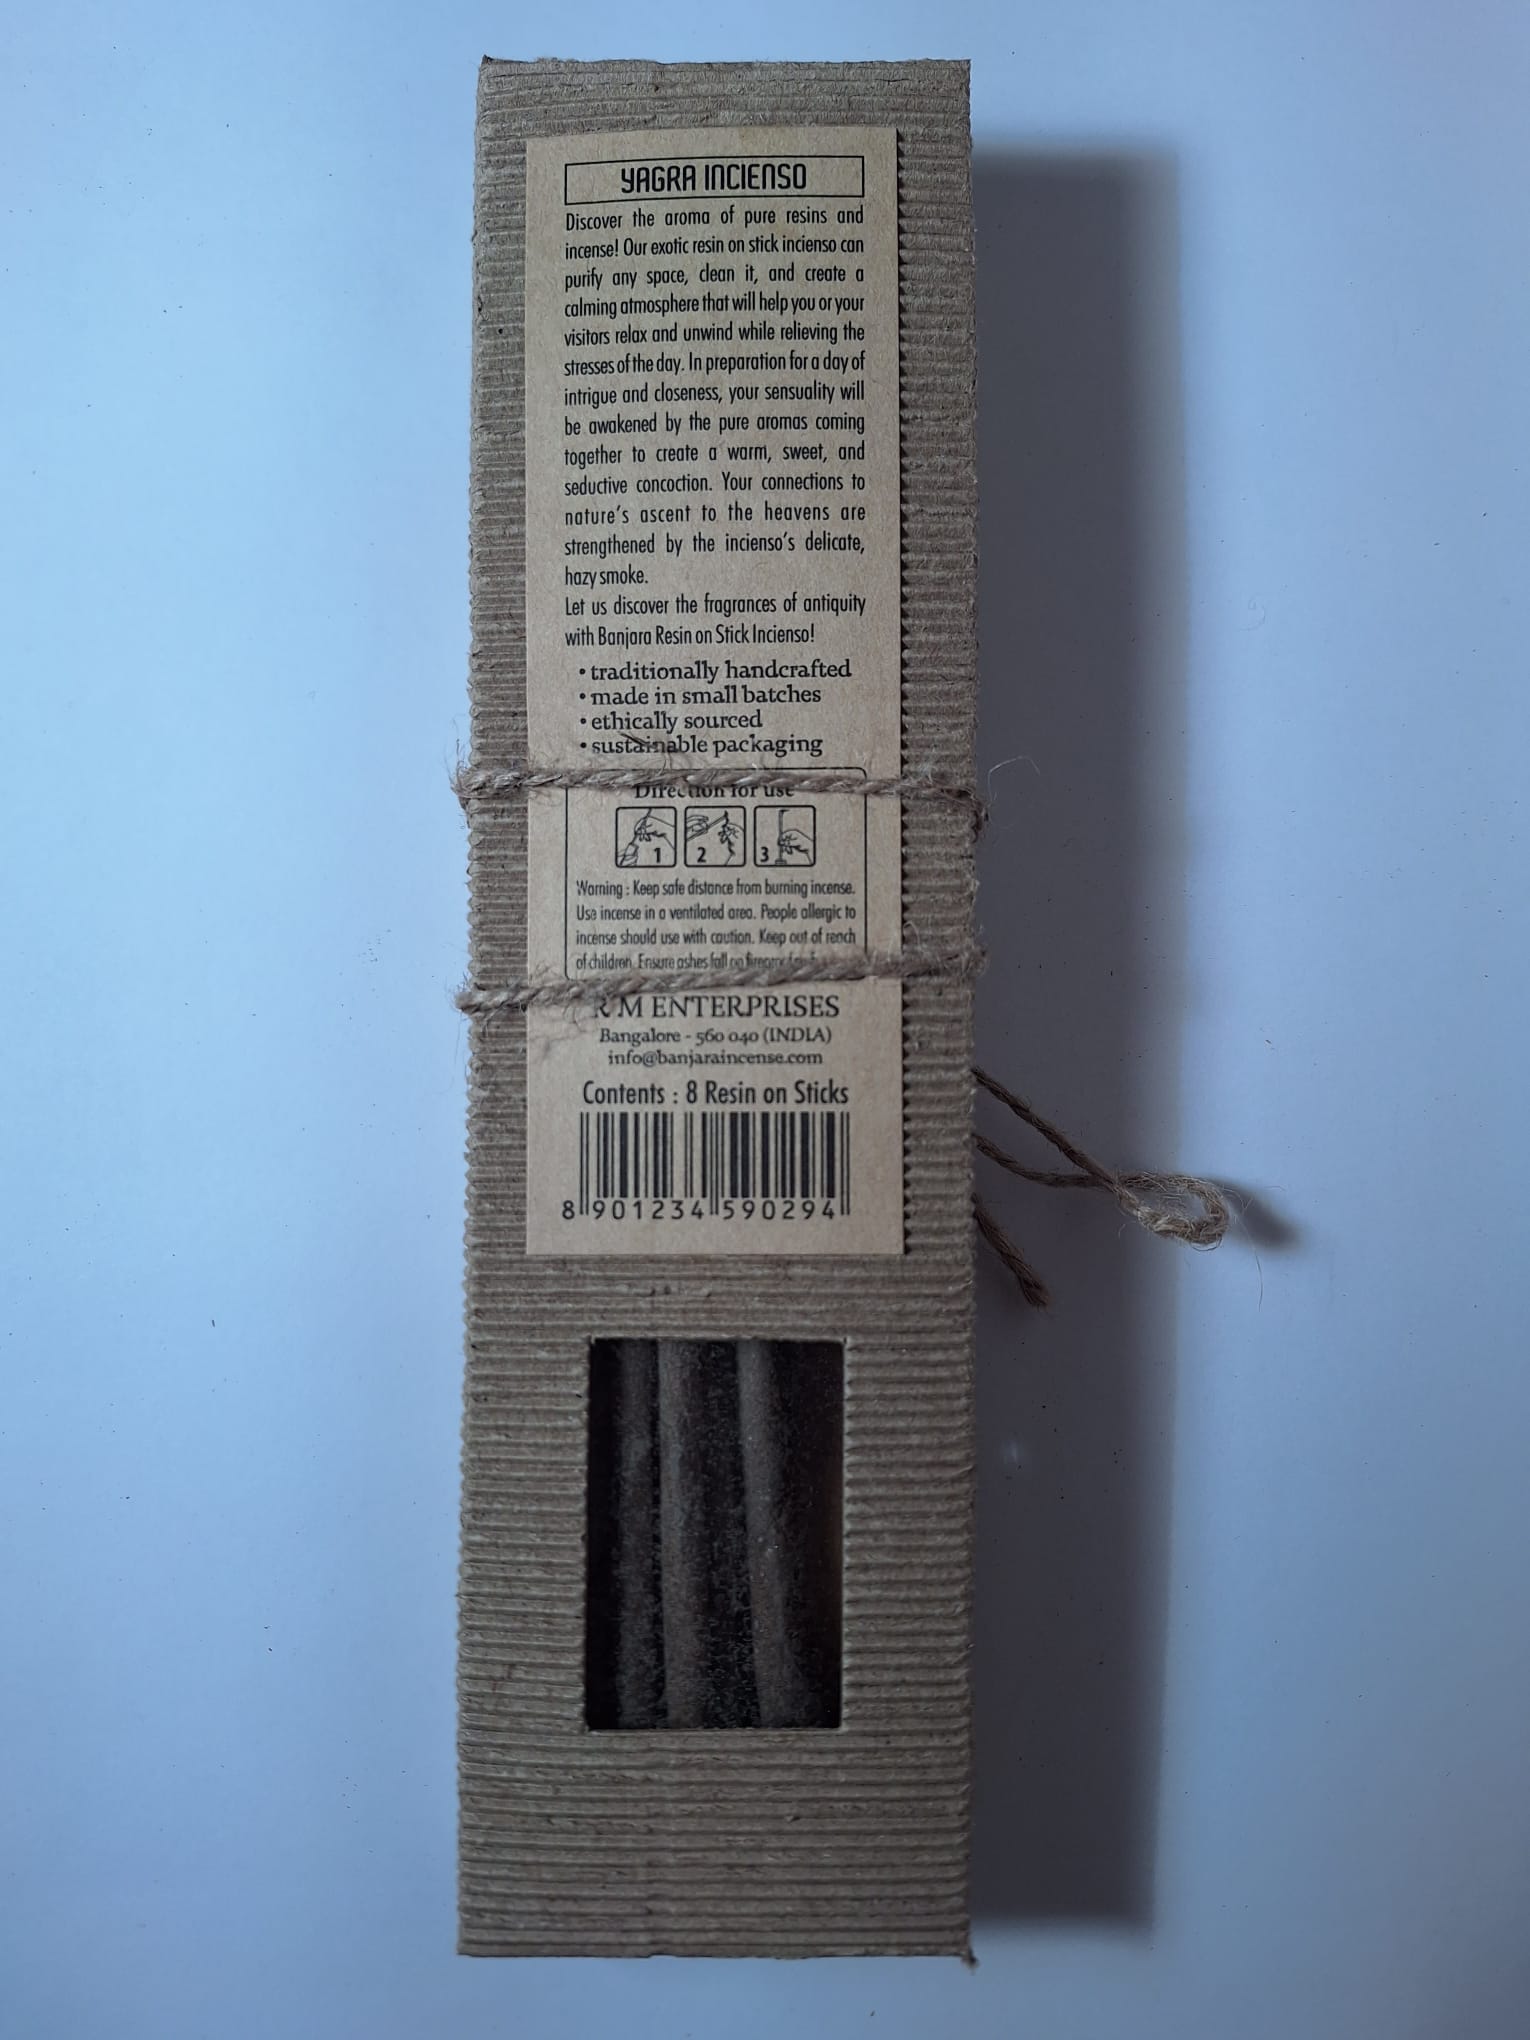 YAGRA INCIENSO
Discover the aroma of pure resins and
incense! Our exotic resin on stick incienso can
purify any space, clean it, and create a
calming atmosphere that will help you or your
visitors relax and unwind while relieving the
stresses of the day. In preparation for a day of
intrigue and closeness, your sensuality will
be awakened by the pure aromas coming
together to create a warm, sweet, and
seductive concoction. Your connections to
nature's ascent to the heavens are
strengthened by the incienso's delicate,
hazy smoke.
Let us discover the fragrances of antiquity
with Banjara Resin on Stick Incienso!
• traditionally handcrafted
• made in small batches
• ethically sourced
• sustainable packaging
Direction for use
1 2 3
Warning : Keep safe distance from burning incense.
Use incense in a ventilated area. People allergic to
incense should use with caution. Keep out of reach
of children. Ensure ashes fall on
R M ENTERPRISES
Bangalore - 560 040 (INDIA)
info@banjaraincense.com
Contents : 8 Resin on Sticks
8 901234 590294